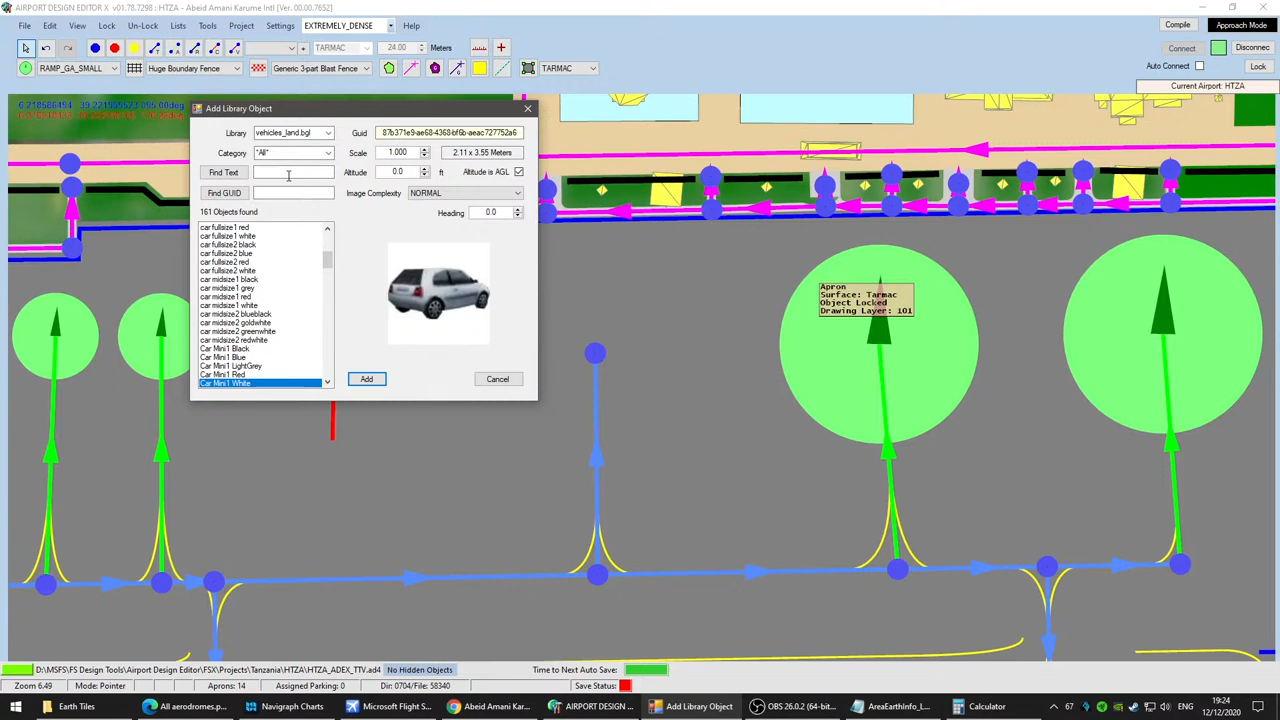 AIRPORT DESIGN EDITOR X v01.78.7298 : HTZA - Abeid Amani Karume Intl [Ver. 00.00.7652]
File Edit View Lock Un-Lock Lists Tools Project Settings EXTREMELY_DENSE Help
Compile Approach Mode
TARMAC 24.00 Meters
Connect Disconnec
Auto Connect Lock
RAMP_GA_SMALL Huge Boundary Fence Generic 3-part Blast Fence TARMAC
Current Airport: HTZA
Add Library Object
Library vehicles_land.bgl Guid 87b371e9-ae68-4368-bf6b-aeac727752a6
Category *All* Scale 1.000 2.11 x 3.55 Meters
Find Text Altitude 0.0 ft Altitude is AGL
Find GUID Image Complexity NORMAL
161 Objects found Heading 0.0
car fullsize1 red
car fullsize1 white
car fullsize2 black
car fullsize2 blue
car fullsize2 red
car fullsize2 white
car midsize1 black
car midsize1 grey
car midsize1 red
car midsize1 white
car midsize2 blueblack
car midsize2 goldwhite
car midsize2 greenwhite
car midsize2 redwhite
Car Mini1 Black
Car Mini1 Blue
Car Mini1 LightGrey
Car Mini1 Red
Car Mini1 White
Add Cancel
Apron
Surface: Tarmac
Object Locked
Drawing Layer: 101
D:\MSFS\FS Design Tools\Airport Design Editor\FSX\Projects\Tanzania\HTZA\HTZA_ADEX_TTV.ad4 No Hidden Objects Time to Next Auto Save:
Zoom 6.49 Mode: Pointer Aprons: 14 Assigned Parking: 0 Dir: 0704/File: 58340 Save Status:
Earth Tiles All aerodromes.p... Navigraph Charts Microsoft Flight S... Abeid Amani Karu... AIRPORT DESIGN ... Add Library Object OBS 26.0.2 (64-bit... AreaEarthInfo_L... Calculator 67 ENG 19:24
12/12/2020